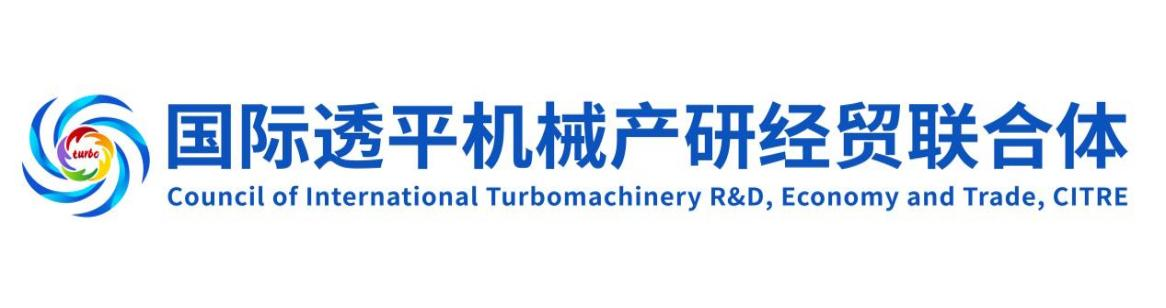 turbo
国际透平机械产研经贸联合体
Council of International Turbomachinery R&D, Economy and Trade, CITRE